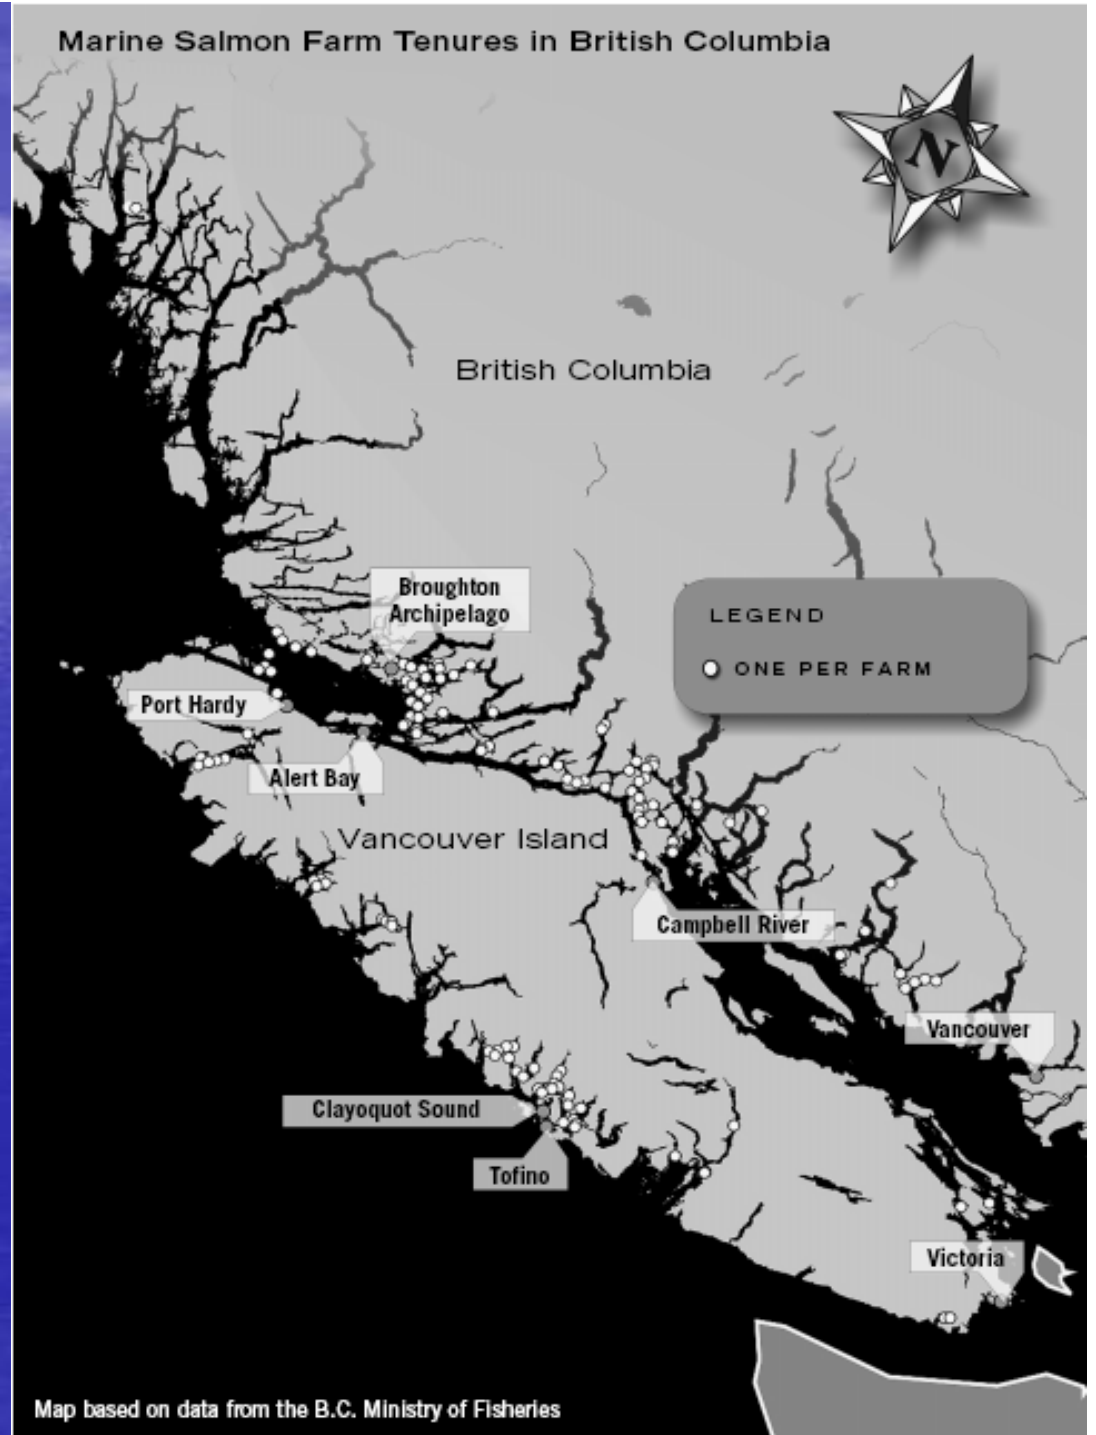 Marine Salmon Farm Tenures in British Columbia
N
British Columbia
Broughton
Archipelago
LEGEND
ONE PER FARM
Port Hardy
Alert Bay
Vancouver Island
Campbell River
Vancouver
Clayoquot Sound
Tofino
Victoria
Map based on data from the B.C. Ministry of Fisheries